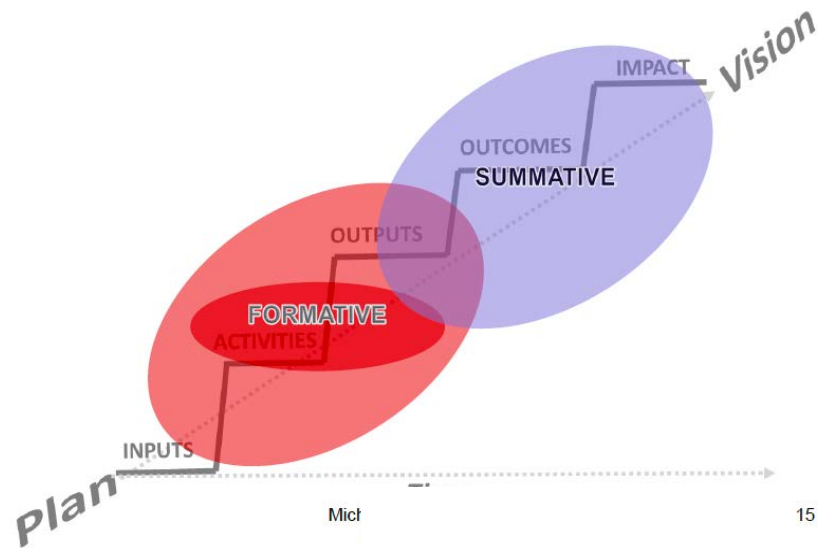 Vision
IMPACT
OUTCOMES
SUMMATIVE
OUTPUTS
FORMATIVE
ACTIVITIES
INPUTS
Plan
15